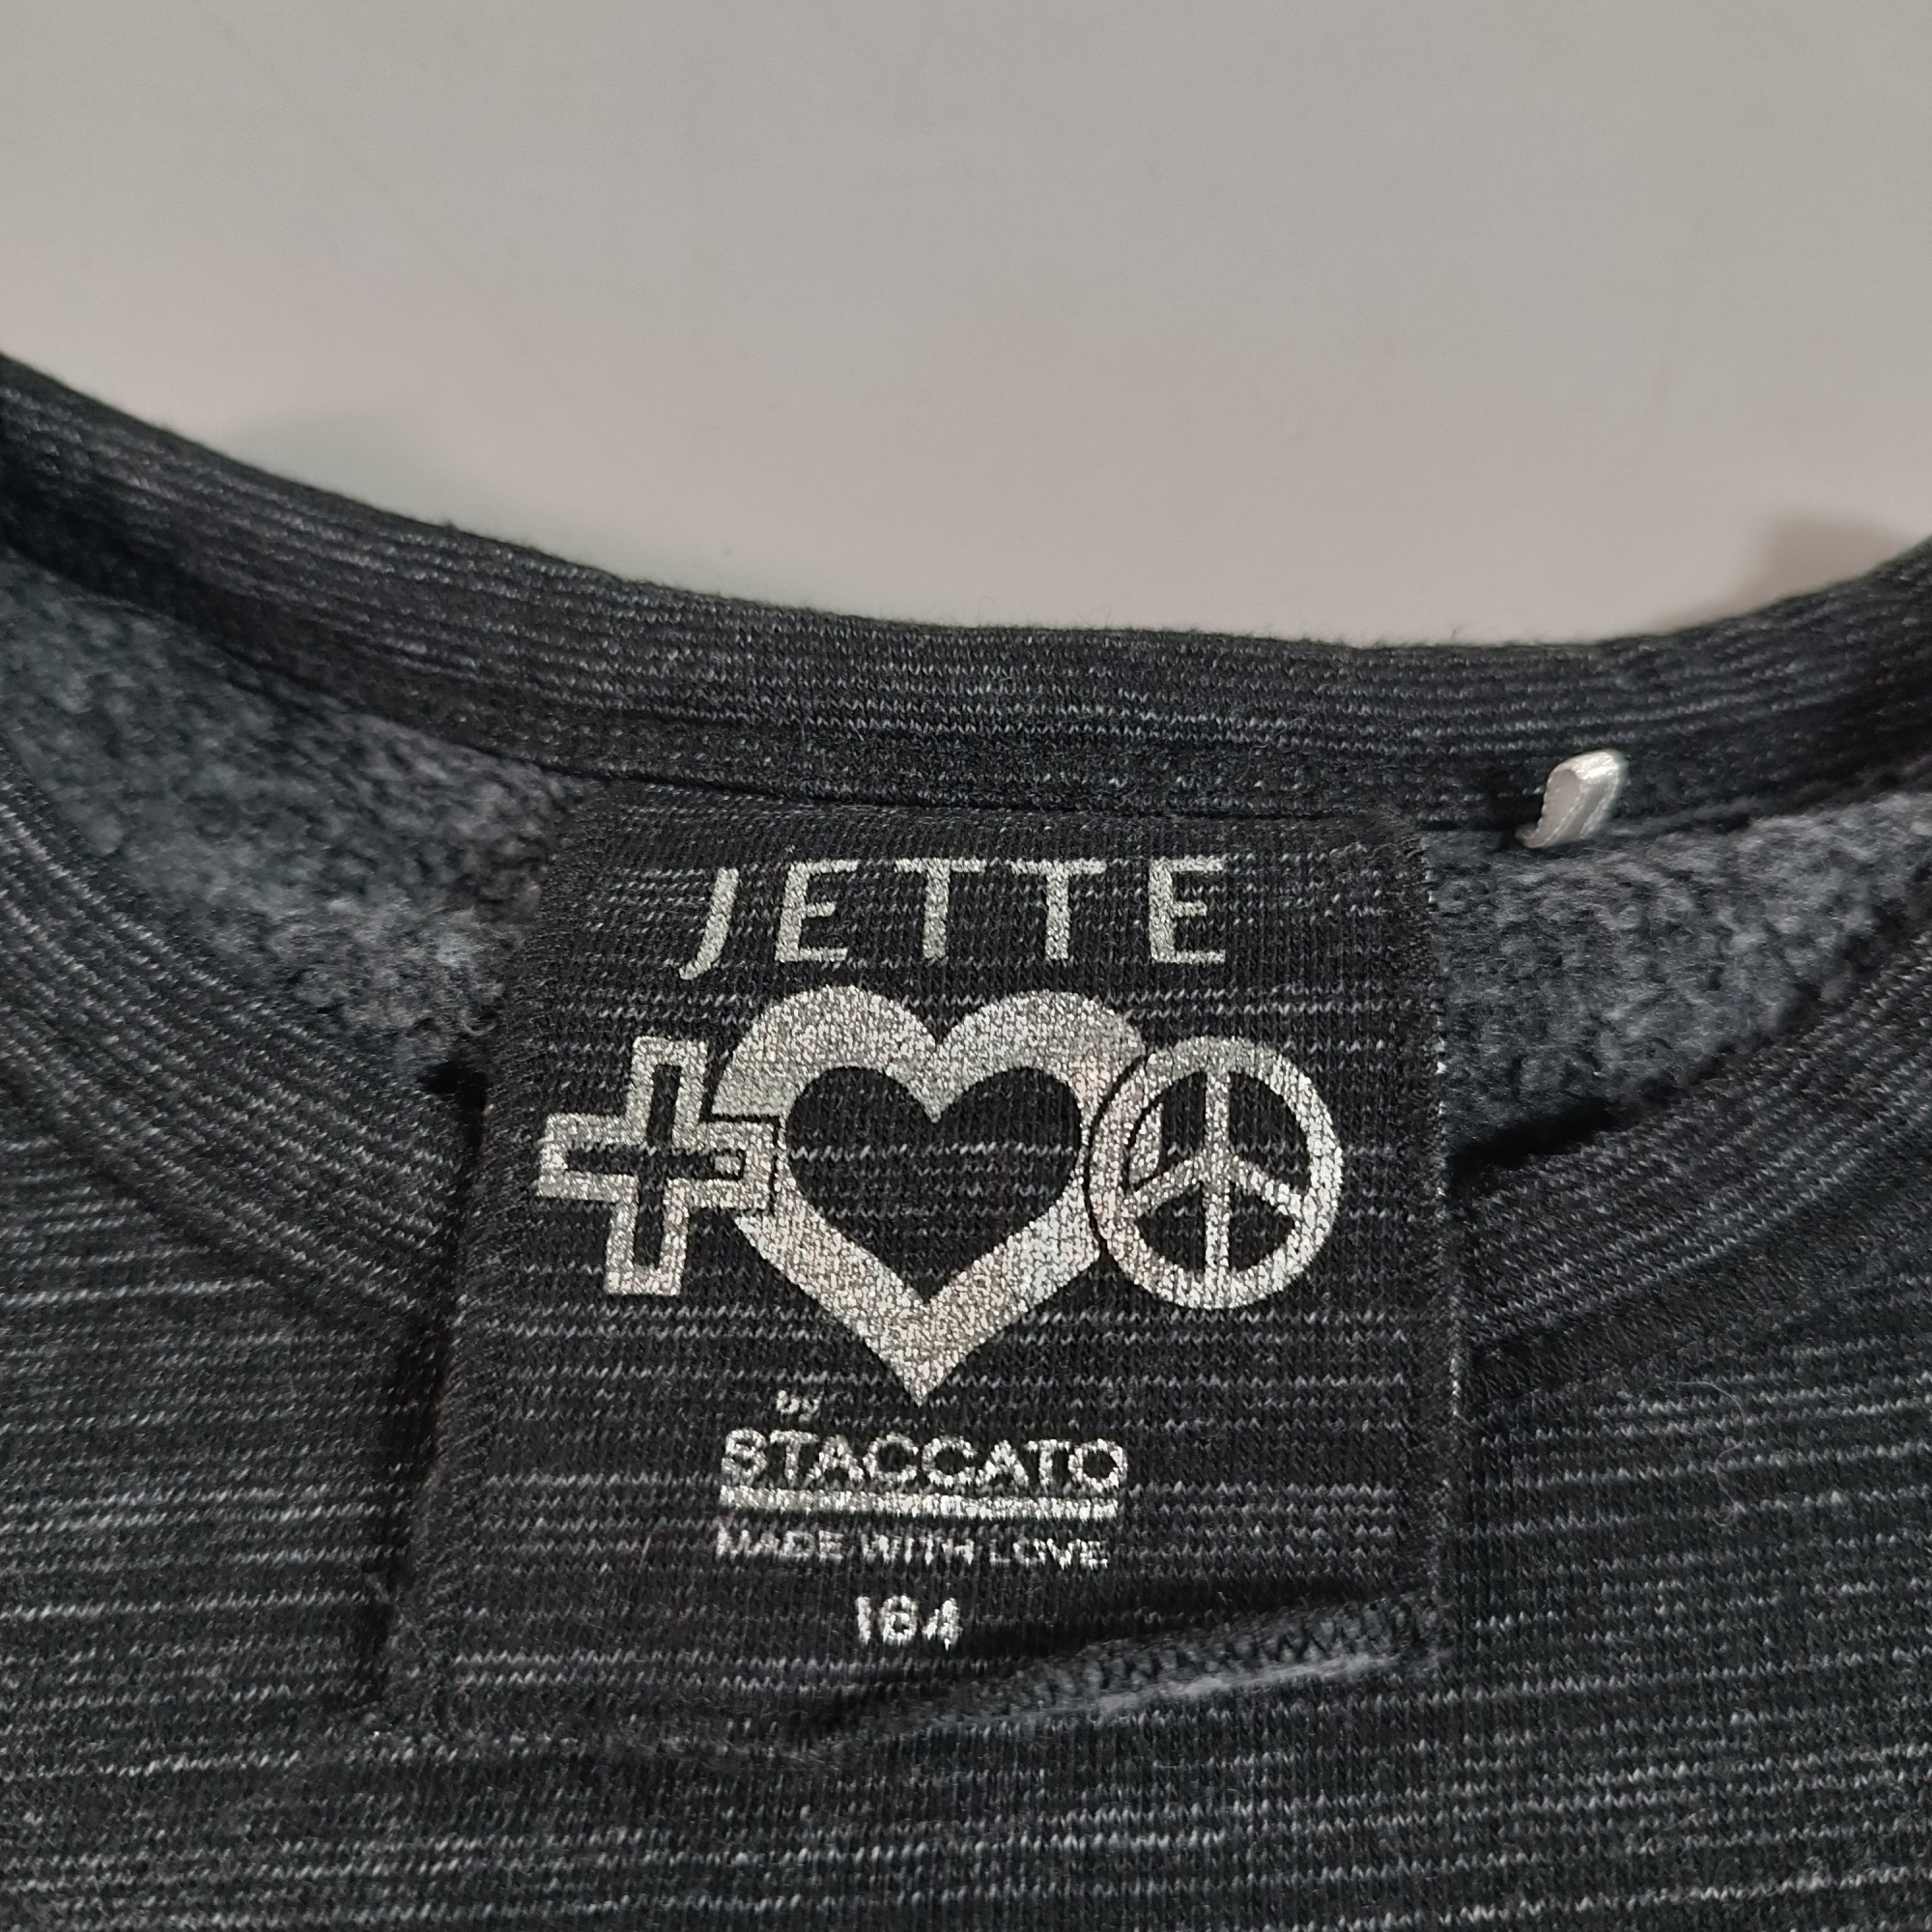 JETTE
by
STACCATO
MADE WITH LOVE
164